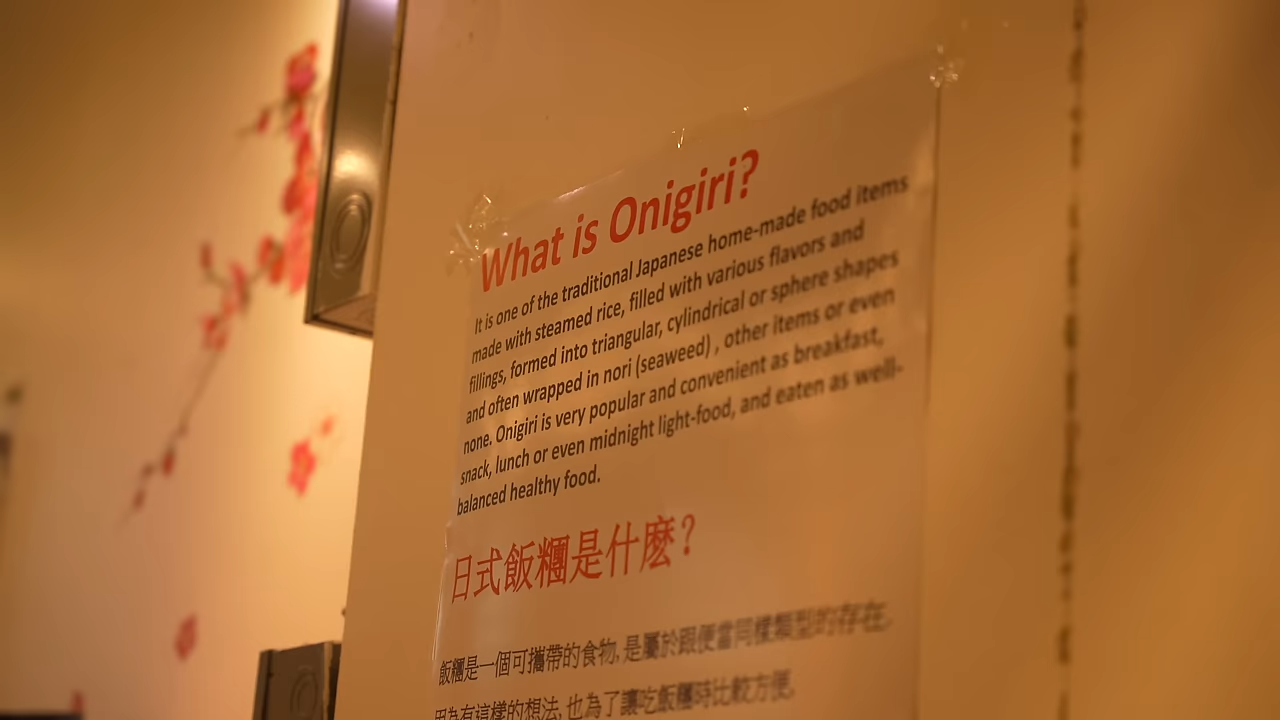 What is Onigiri?
It is one of the traditional Japanese home-made food items
made with steamed rice, filled with various flavors and
fillings, formed into triangular, cylindrical or sphere shapes
and often wrapped in nori (seaweed) , other items or even
none. Onigiri is very popular and convenient as breakfast,
snack, lunch or even midnight light-food, and eaten as well-
balanced healthy food.
日式飯糰是什麽?
飯糰是一個可攜帶的食物, 是屬於跟便當同樣類型的存在,
因為有這樣的想法, 也為了讓吃飯糰時比較方便,